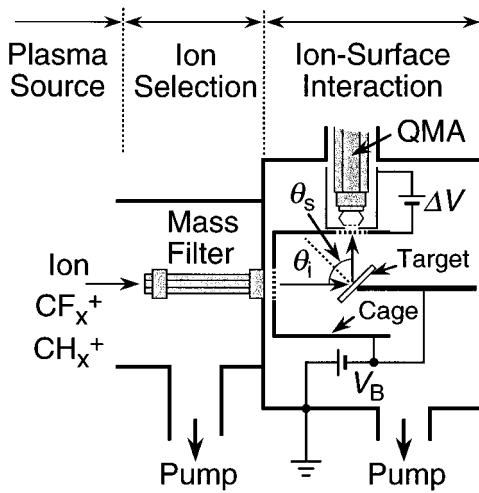 Plasma
Source
Ion
Selection
Ion-Surface
Interaction
QMA
θs
ΔV
Mass
Filter
θi
Target
Ion
CFx+
CHx+
Cage
VB
Pump
Pump